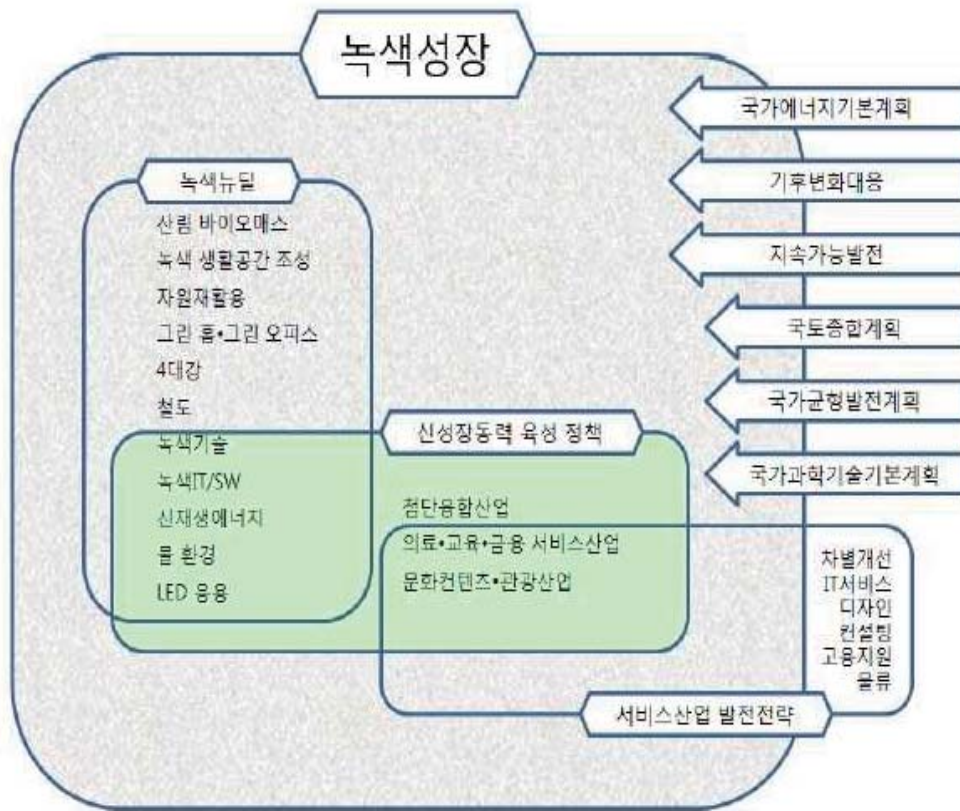 녹색성장
국가에너지기본계획
기후변화대응
지속가능발전
국토종합계획
국가균형발전계획
국가과학기술기본계획
녹색뉴딜
산림 바이오매스
녹색 생활공간 조성
자원재활용
그린 홈•그린 오피스
4대강
철도
녹색기술
녹색IT/SW
신재생에너지
물 환경
LED 응용
신성장동력 육성 정책
첨단융합산업
의료•교육•금융 서비스산업
문화컨텐츠•관광산업
차별개선
IT서비스
디자인
컨설팅
고용지원
물류
서비스산업 발전전략